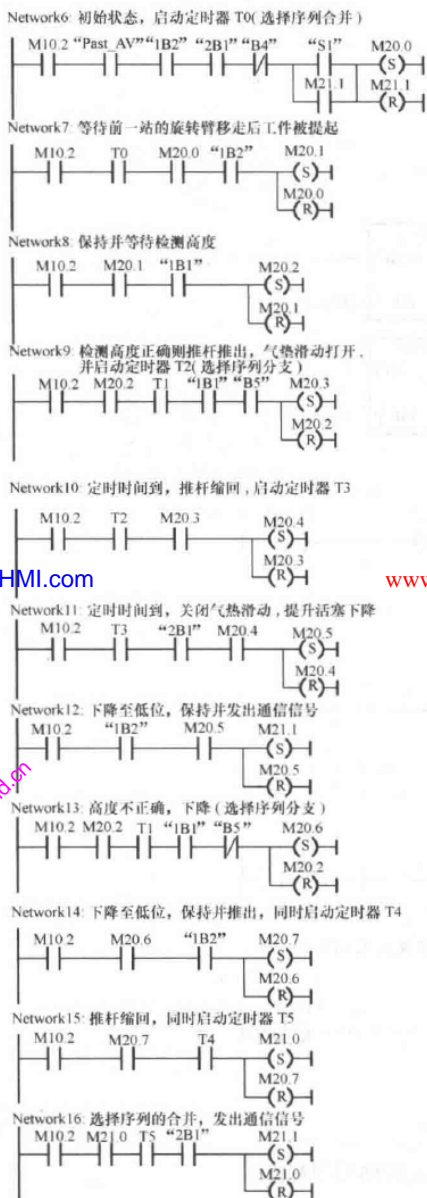 Network6: 初始状态，启动定时器 T0(选择序列合并)
M10.2 "Past_AV" "1B2" "2B1" "B4" "S1" M20.0
(S)
M21.1 M21.1
(R)
Network7: 等待前一站的旋转臂移走后工件被提起
M10.2 T0 M20.0 "1B2" M20.1
(S)
M20.0
(R)
Network8: 保持并等待检测高度
M10.2 M20.1 "1B1" M20.2
(S)
M20.1
(R)
Network9: 检测高度正确则推杆推出，气垫滑动打开，
并启动定时器 T2(选择序列分支)
M10.2 M20.2 T1 "1B1" "B5" M20.3
(S)
M20.2
(R)
Network10: 定时时间到，推杆缩回，启动定时器 T3
M10.2 T2 M20.3 M20.4
(S)
M20.3
(R)
HMI.com www
Network11: 定时时间到，关闭气热滑动，提升活塞下降
M10.2 T3 "2B1" M20.4 M20.5
(S)
M20.4
(R)
Network12: 下降至低位，保持并发出通信信号
M10.2 "1B2" M20.5 M21.1
(S)
M20.5
(R)
d.cn
Network13: 高度不正确，下降(选择序列分支)
M10.2 M20.2 T1 "1B1" "B5" M20.6
(S)
M20.2
(R)
Network14: 下降至低位，保持并推出，同时启动定时器 T4
M10.2 M20.6 "1B2" M20.7
(S)
M20.6
(R)
Network15: 推杆缩回，同时启动定时器 T5
M10.2 M20.7 T4 M21.0
(S)
M20.7
(R)
Network16: 选择序列的合并，发出通信信号
M10.2 M21.0 T5 "2B1" M21.1
(S)
M21.0
(R)